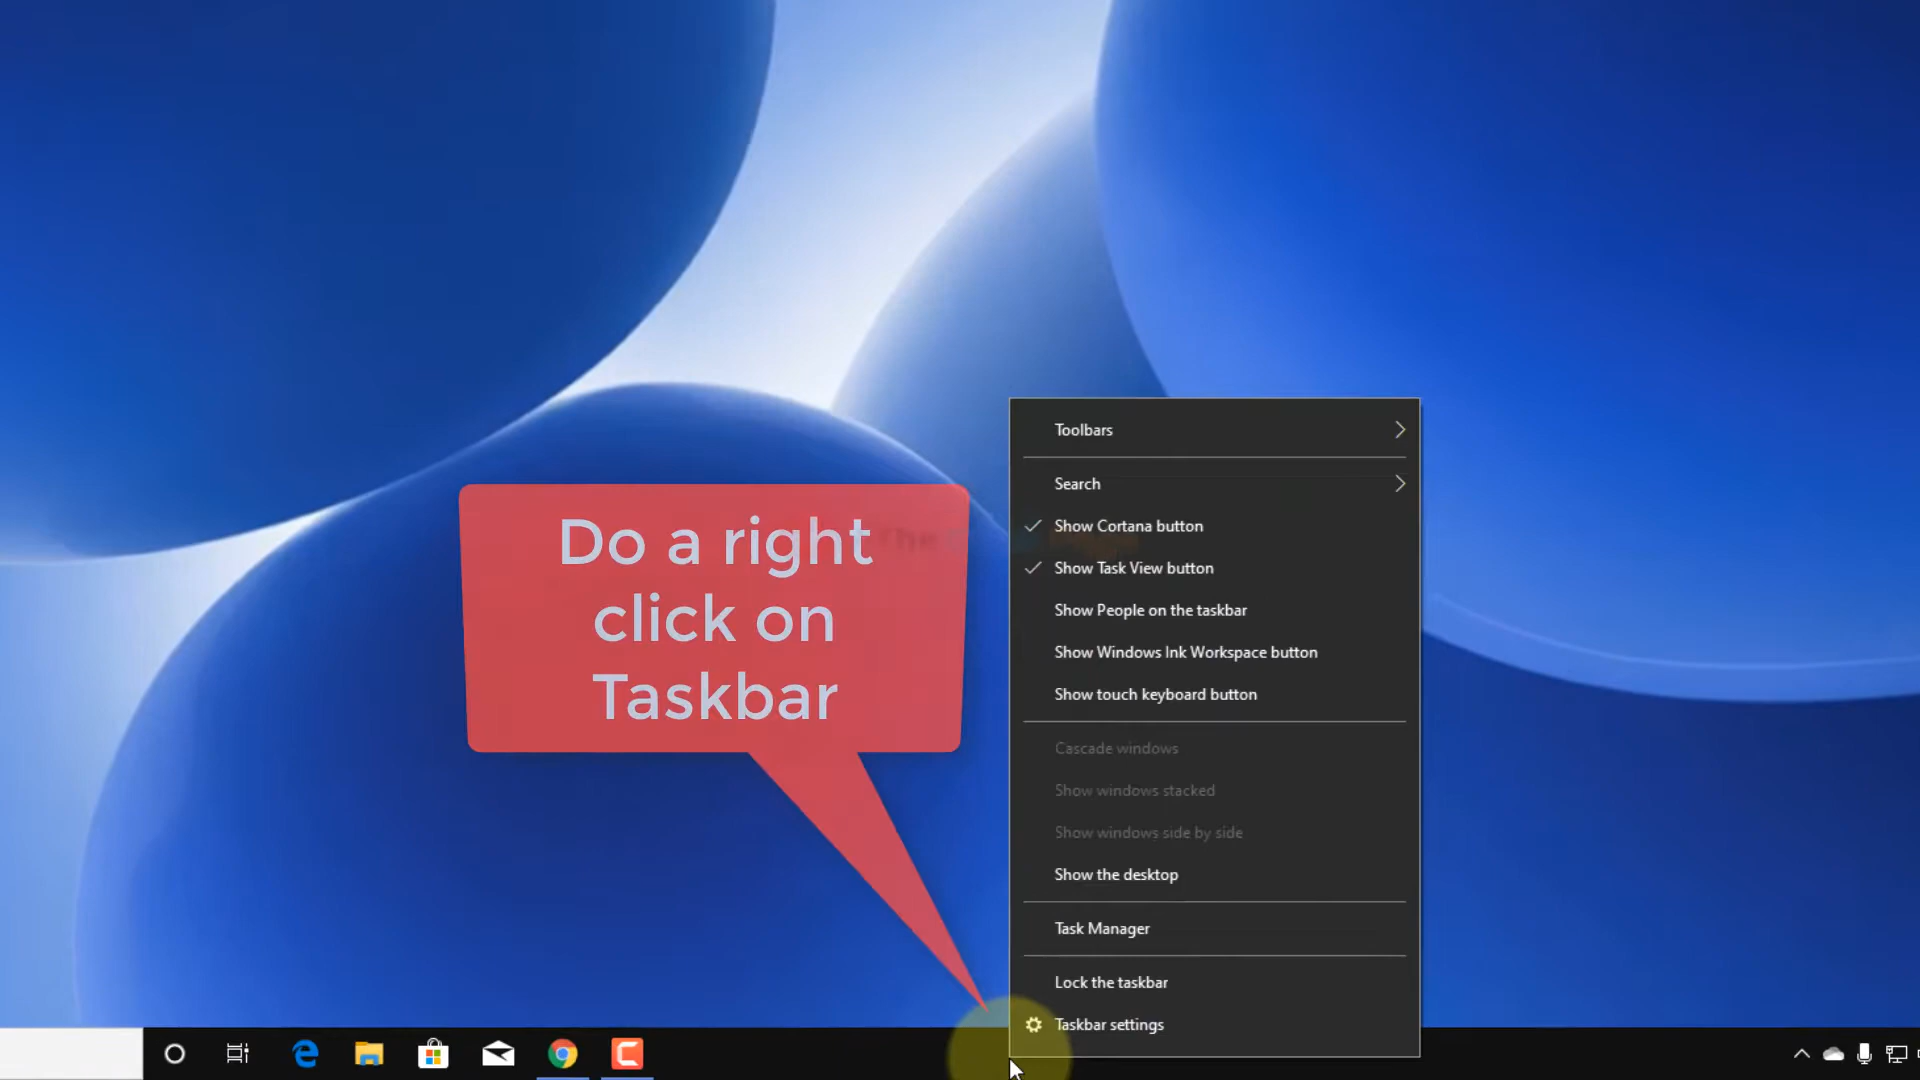 Do a right
click on
Taskbar
Toolbars
Search
Show Cortana button
Show Task View button
Show People on the taskbar
Show Windows Ink Workspace button
Show touch keyboard button
Cascade windows
Show windows stacked
Show windows side by side
Show the desktop
Task Manager
Lock the taskbar
Taskbar settings